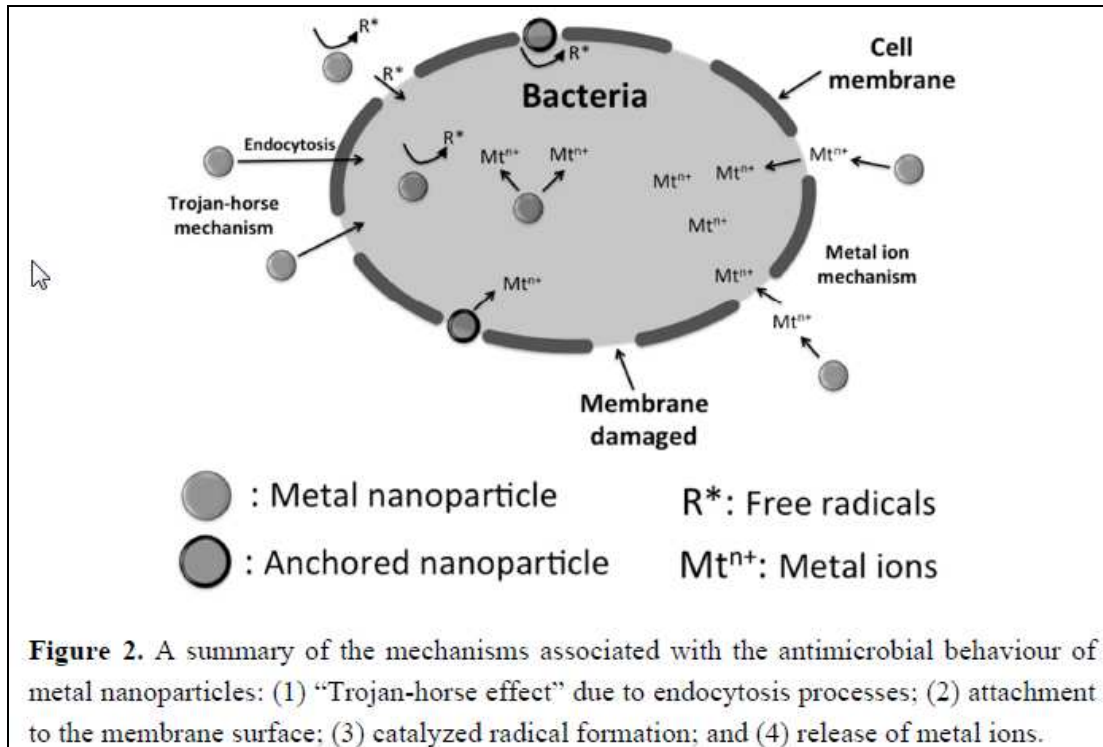 R*
R*
R*
Cell
membrane
Bacteria
Endocytosis
R*
Mtⁿ⁺
Mtⁿ⁺
Mtⁿ⁺
Mtⁿ⁺
Mtⁿ⁺
Trojan-horse
mechanism
Mtⁿ⁺
Metal ion
mechanism
Mtⁿ⁺
Mtⁿ⁺
Mtⁿ⁺
Membrane
damaged
: Metal nanoparticle
R*: Free radicals
: Anchored nanoparticle
Mtⁿ⁺: Metal ions
Figure 2. A summary of the mechanisms associated with the antimicrobial behaviour of
metal nanoparticles: (1) “Trojan-horse effect” due to endocytosis processes; (2) attachment
to the membrane surface; (3) catalyzed radical formation; and (4) release of metal ions.